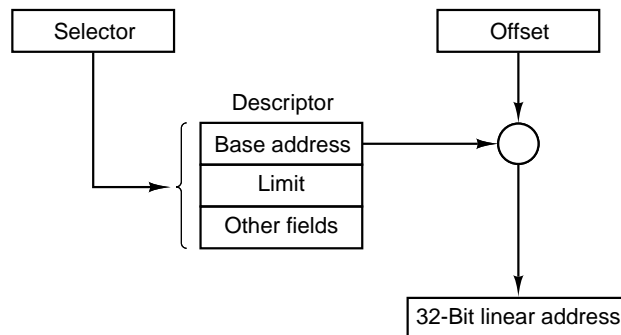 Selector
Offset
Descriptor
Base address
Limit
Other fields
32-Bit linear address